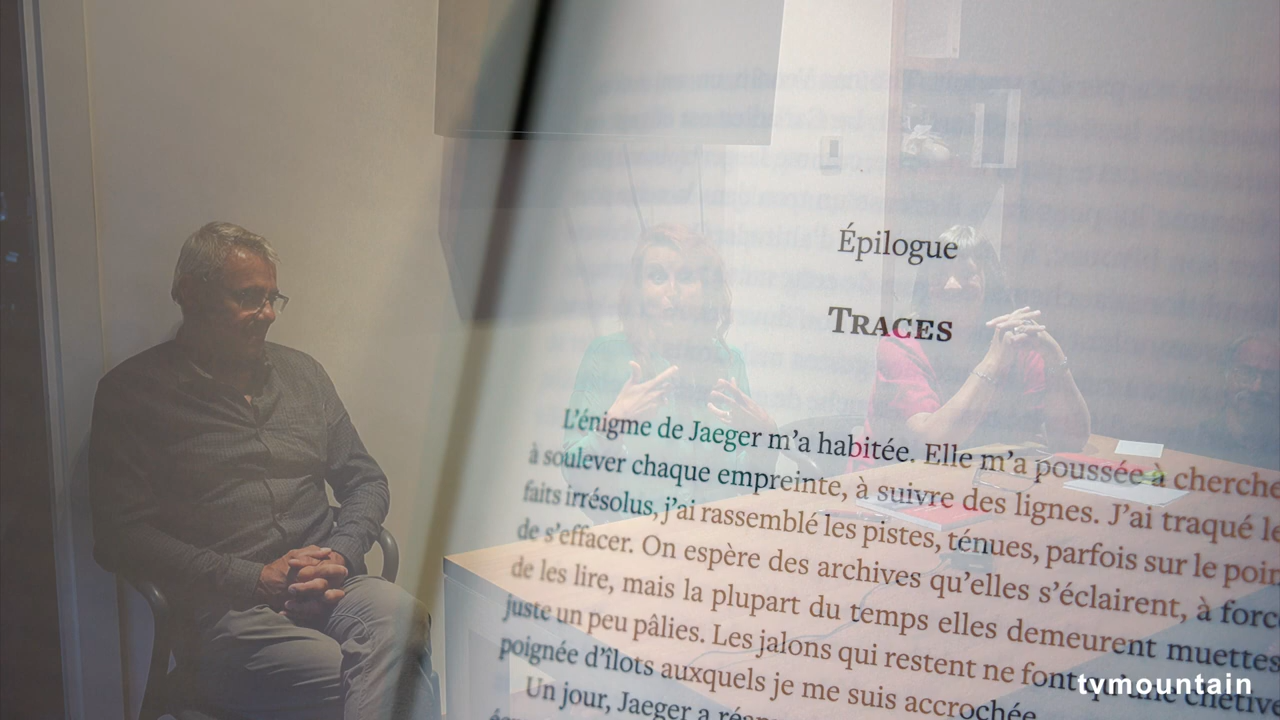 Épilogue
TRACES
L'énigme de Jaeger m'a habitée. Elle m'a poussée à cherche
à soulever chaque empreinte, à suivre des lignes. J'ai traqué le
faits irrésolus, j'ai rassemblé les pistes, ténues, parfois sur le poin
de s'effacer. On espère des archives qu'elles s'éclairent, à forc
de les lire, mais la plupart du temps elles demeurent muettes
juste un peu pâlies. Les jalons qui restent ne font qu'une chétive
poignée d'îlots auxquels je me suis accrochée.
Un jour, Jaeger a
tvmountain